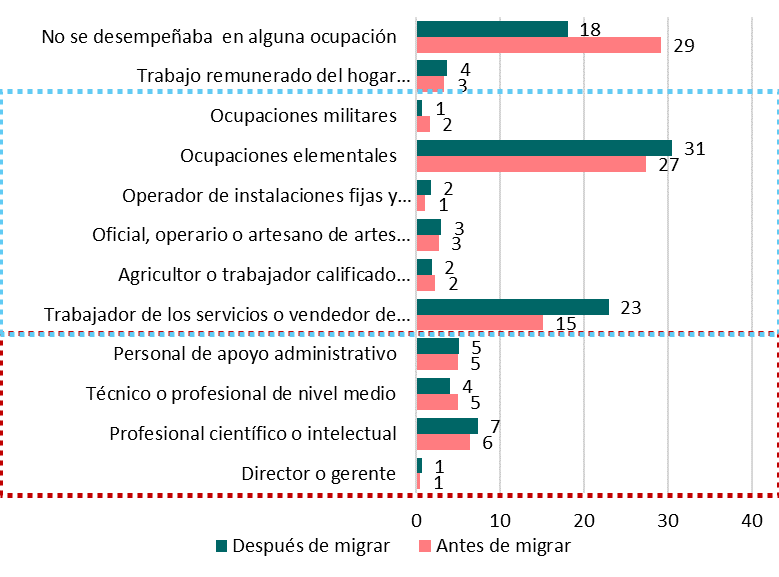 No se desempeñaba en alguna ocupación 18
29
Trabajo remunerado del hogar... 4
3
Ocupaciones militares 1
2
Ocupaciones elementales 31
27
Operador de instalaciones fijas y... 2
1
Oficial, operario o artesano de artes... 3
3
Agricultor o trabajador calificado... 2
2
Trabajador de los servicios o vendedor de... 23
15
Personal de apoyo administrativo 5
5
Técnico o profesional de nivel medio 4
5
Profesional científico o intelectual 7
6
Director o gerente 1
1
0 10 20 30 40
Después de migrar Antes de migrar